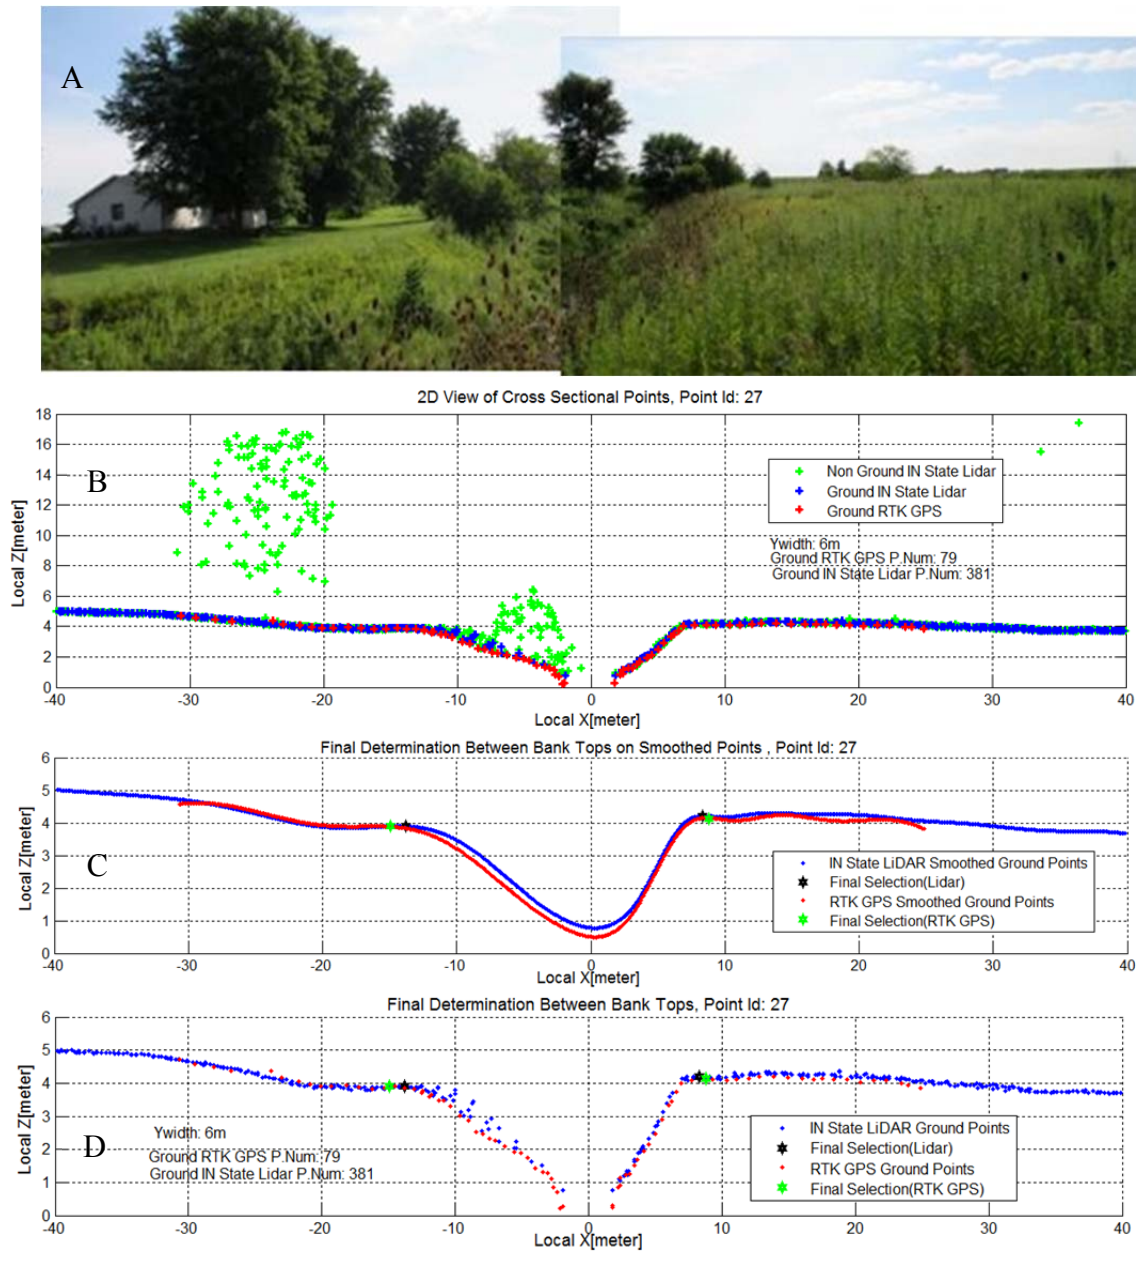 A
2D View of Cross Sectional Points, Point Id: 27
18
16
14
12
10
8
6
4
2
0
B
Non Ground IN State Lidar
Ground IN State Lidar
Ground RTK GPS
Ywidth: 6m
Ground RTK GPS P.Num: 79
Ground IN State Lidar P.Num: 381
Local Z[meter]
-40 -30 -20 -10 0 10 20 30 40
Local X[meter]
Final Determination Between Bank Tops on Smoothed Points , Point Id: 27
6
5
4
3
2
1
0
C
IN State LiDAR Smoothed Ground Points
Final Selection(Lidar)
RTK GPS Smoothed Ground Points
Final Selection(RTK GPS)
Local Z[meter]
-40 -30 -20 -10 0 10 20 30 40
Local X[meter]
Final Determination Between Bank Tops, Point Id: 27
6
5
4
3
2
1
0
D
Ywidth: 6m
Ground RTK GPS P.Num: 79
Ground IN State Lidar P.Num: 381
IN State LiDAR Ground Points
Final Selection(Lidar)
RTK GPS Ground Points
Final Selection(RTK GPS)
Local Z[meter]
-40 -30 -20 -10 0 10 20 30 40
Local X[meter]